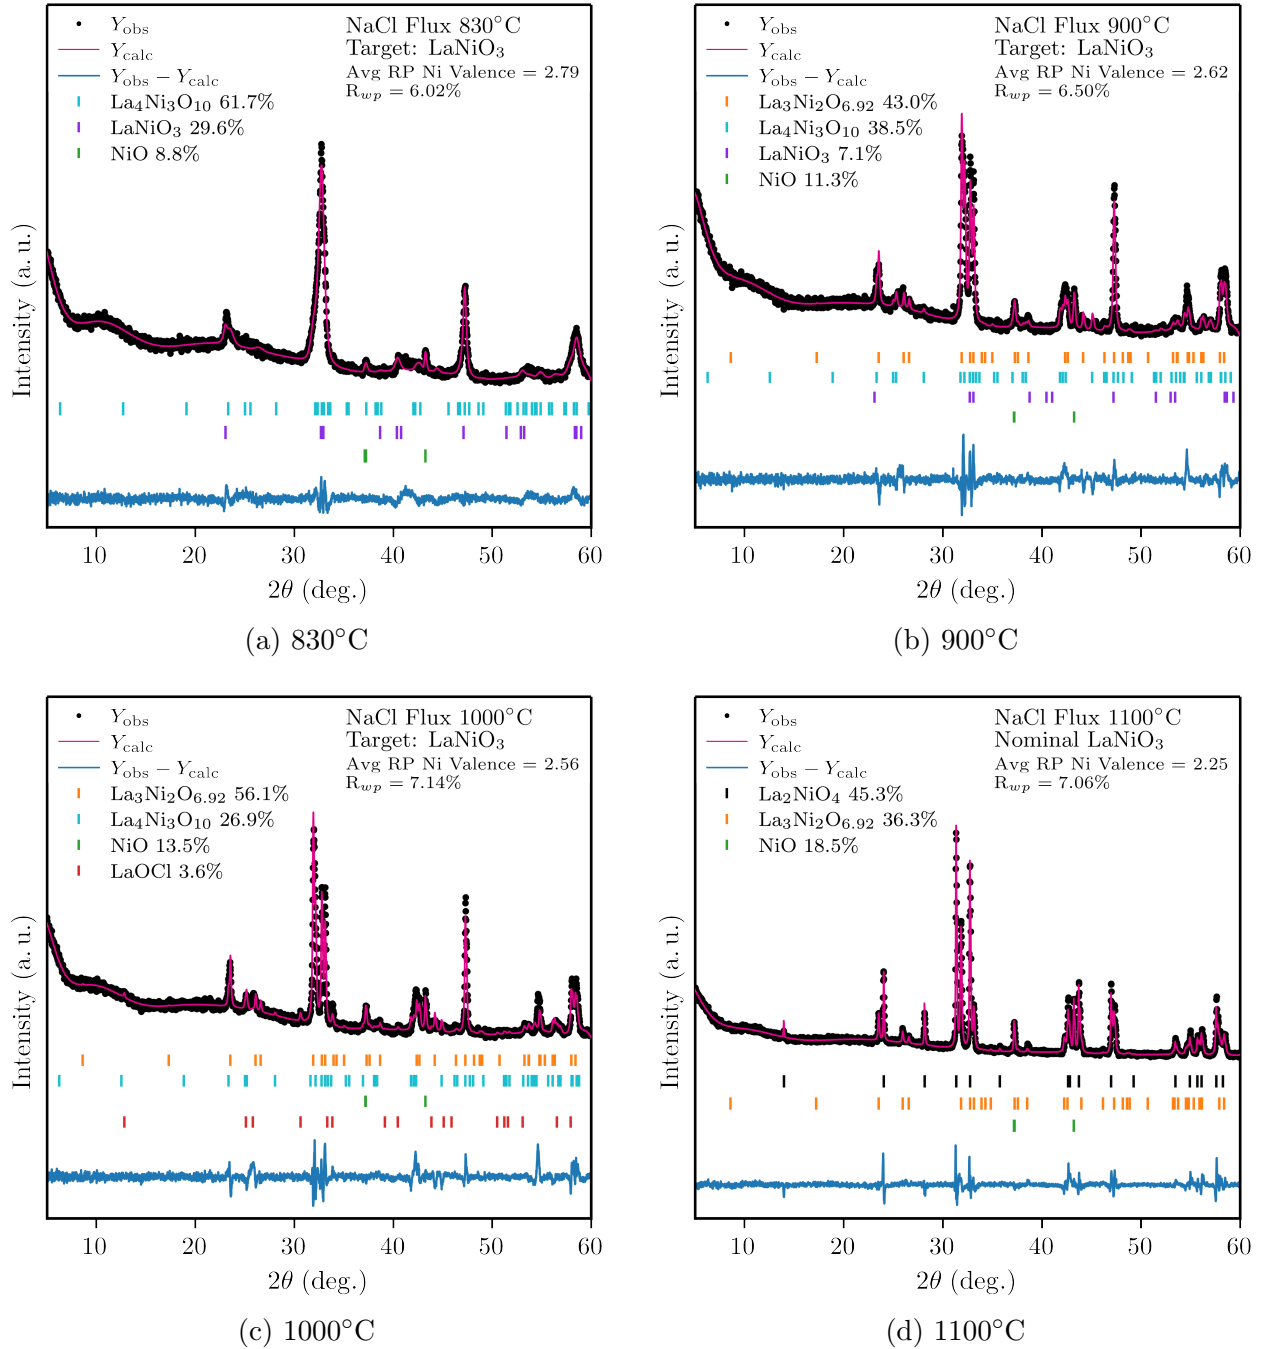 Y_obs
Y_calc
Y_obs − Y_calc
La₄Ni₃O₁₀ 61.7%
LaNiO₃ 29.6%
NiO 8.8%
NaCl Flux 830°C
Target: LaNiO₃
Avg RP Ni Valence = 2.79
R_wp = 6.02%
Intensity (a. u.)
10 20 30 40 50 60
2θ (deg.)
(a) 830°C
Y_obs
Y_calc
Y_obs − Y_calc
La₃Ni₂O₆.₉₂ 43.0%
La₄Ni₃O₁₀ 38.5%
LaNiO₃ 7.1%
NiO 11.3%
NaCl Flux 900°C
Target: LaNiO₃
Avg RP Ni Valence = 2.62
R_wp = 6.50%
Intensity (a. u.)
10 20 30 40 50 60
2θ (deg.)
(b) 900°C
Y_obs
Y_calc
Y_obs − Y_calc
La₃Ni₂O₆.₉₂ 56.1%
La₄Ni₃O₁₀ 26.9%
NiO 13.5%
LaOCl 3.6%
NaCl Flux 1000°C
Target: LaNiO₃
Avg RP Ni Valence = 2.56
R_wp = 7.14%
Intensity (a. u.)
10 20 30 40 50 60
2θ (deg.)
(c) 1000°C
Y_obs
Y_calc
Y_obs − Y_calc
La₂NiO₄ 45.3%
La₃Ni₂O₆.₉₂ 36.3%
NiO 18.5%
NaCl Flux 1100°C
Nominal LaNiO₃
Avg RP Ni Valence = 2.25
R_wp = 7.06%
Intensity (a. u.)
10 20 30 40 50 60
2θ (deg.)
(d) 1100°C